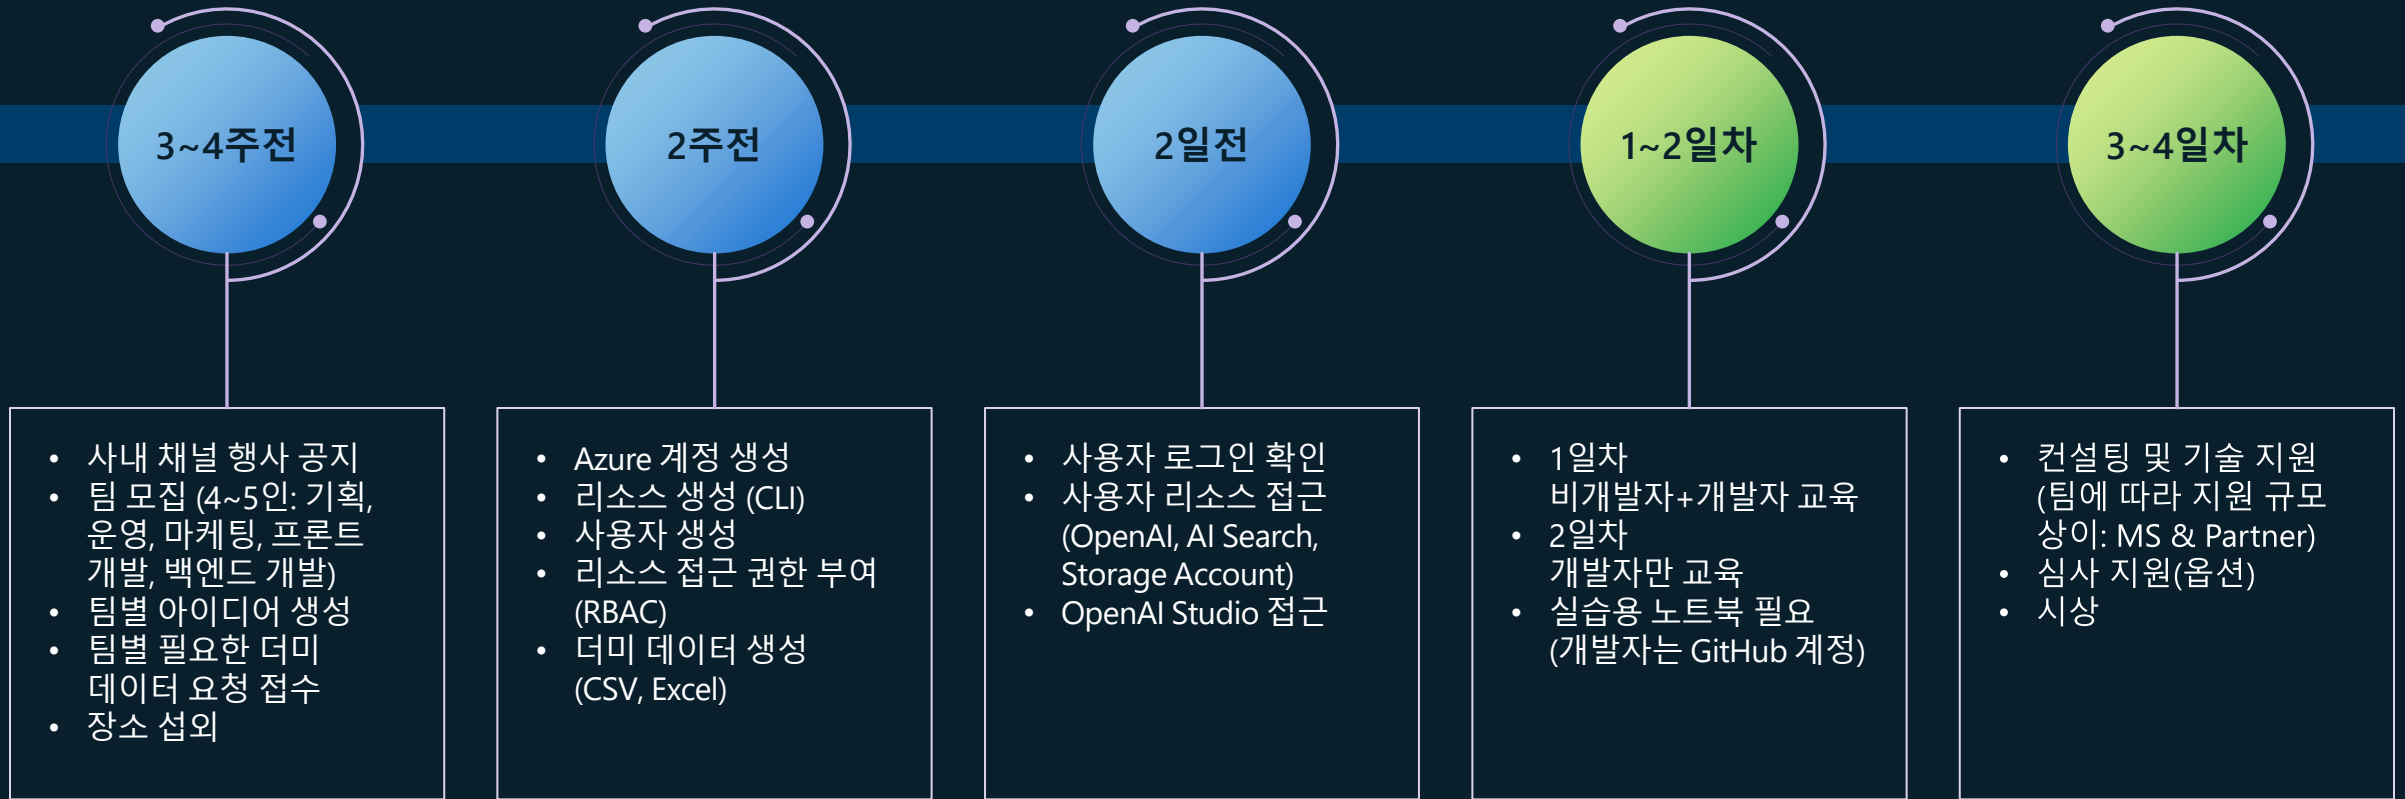 3~4주전
2주전
2일전
1~2일차
3~4일차
• 사내 채널 행사 공지
• 팀 모집 (4~5인: 기획,
운영, 마케팅, 프론트
개발, 백엔드 개발)
• 팀별 아이디어 생성
• 팀별 필요한 더미
데이터 요청 접수
• 장소 섭외
• Azure 계정 생성
• 리소스 생성 (CLI)
• 사용자 생성
• 리소스 접근 권한 부여
(RBAC)
• 더미 데이터 생성
(CSV, Excel)
• 사용자 로그인 확인
• 사용자 리소스 접근
(OpenAI, AI Search,
Storage Account)
• OpenAI Studio 접근
• 1일차
비개발자+개발자 교육
• 2일차
개발자만 교육
• 실습용 노트북 필요
(개발자는 GitHub 계정)
• 컨설팅 및 기술 지원
(팀에 따라 지원 규모
상이: MS & Partner)
• 심사 지원(옵션)
• 시상